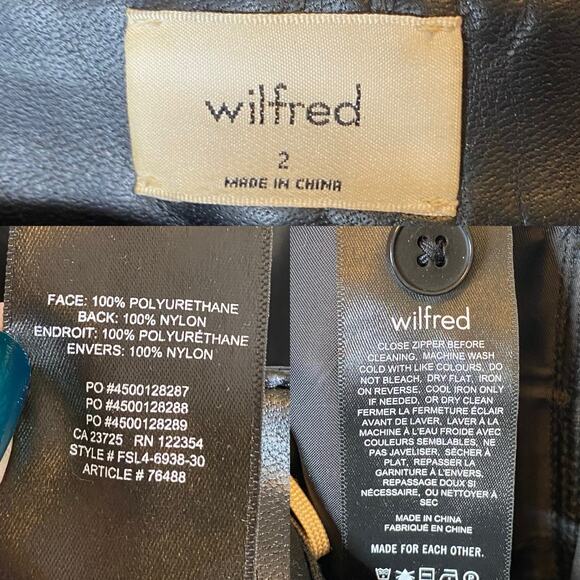 wilfred
2
MADE IN CHINA
FACE: 100% POLYURETHANE
BACK: 100% NYLON
ENDROIT: 100% POLYURÉTHANE
ENVERS: 100% NYLON
PO #4500128287
PO #4500128288
PO #4500128289
CA 23725 RN 122354
STYLE # FSL4-6938-30
ARTICLE # 76488
wilfred
CLOSE ZIPPER BEFORE
CLEANING. MACHINE WASH
COLD WITH LIKE COLOURS, DO
NOT BLEACH, DRY FLAT, IRON
ON REVERSE, COOL IRON ONLY
IF NEEDED, OR DRY CLEAN
FERMER LA FERMETURE ÉCLAIR
AVANT DE LAVER, LAVER À LA
MACHINE À L'EAU FROIDE AVEC
COULEURS SEMBLABLES, NE
PAS JAVELISER, SÉCHER À
PLAT, REPASSER LA
GARNITURE À L'ENVERS,
REPASSAGE DOUX SI
NÉCESSAIRE, OU NETTOYER À
SEC
MADE IN CHINA
FABRIQUÉ EN CHINE
MADE FOR EACH OTHER.